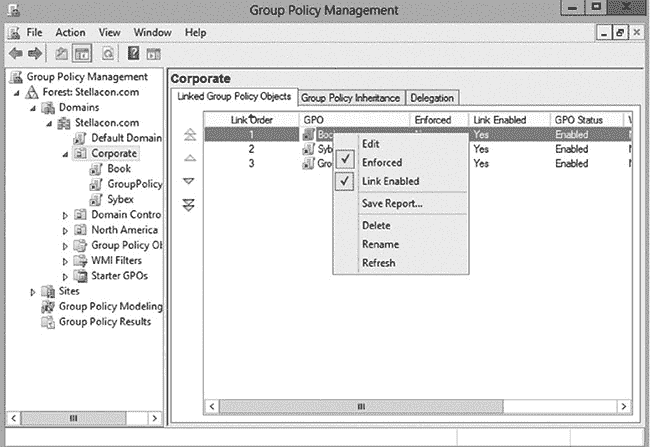 Group Policy Management
File Action View Window Help
Group Policy Management
Forest: Stellacon.com
Domains
Stellacon.com
Default Domain
Corporate
Book
GroupPolicy
Sybex
Domain Contro
North America
Group Policy Ob
WMI Filters
Starter GPOs
Sites
Group Policy Modeling
Group Policy Results
Corporate
Linked Group Policy Objects Group Policy Inheritance Delegation
Link Order GPO Enforced Link Enabled GPO Status
1 Boo Yes Enabled
2 Syb Yes Enabled
3 Gro Yes Enabled
Edit
Enforced
Link Enabled
Save Report...
Delete
Rename
Refresh